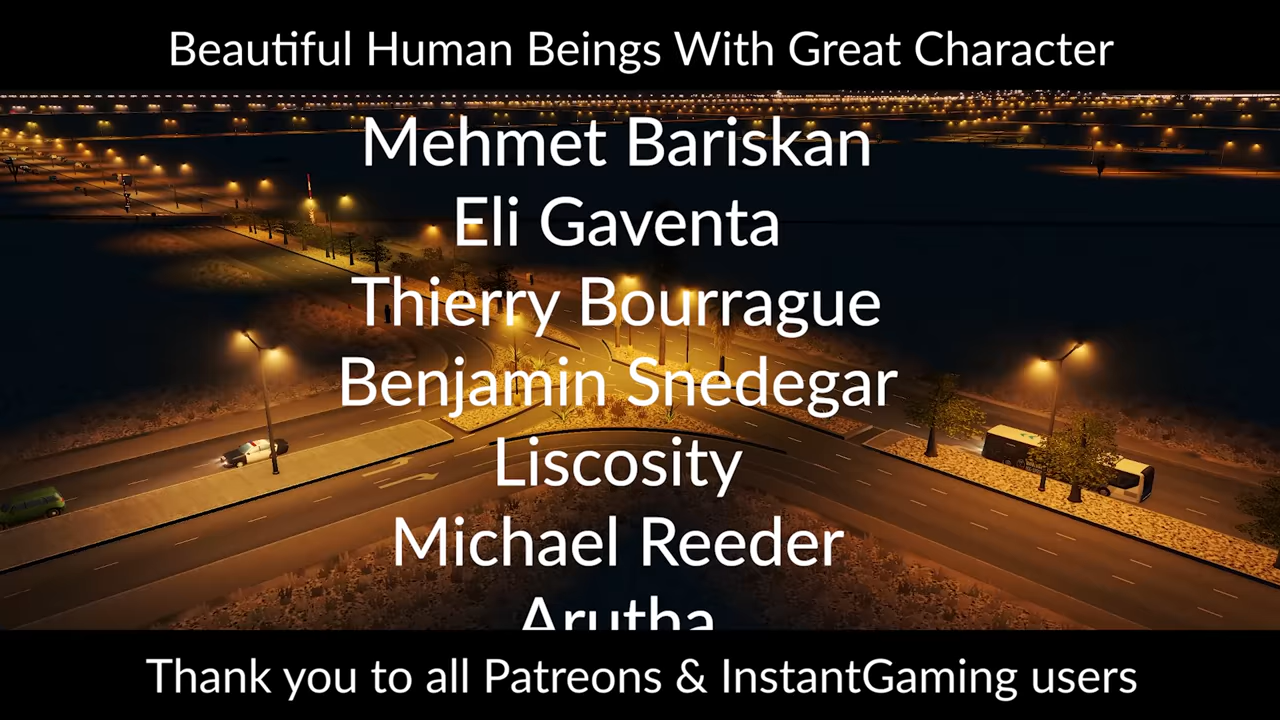 Beautiful Human Beings With Great Character
Mehmet Bariskan
Eli Gaventa
Thierry Bourrague
Benjamin Snedegar
Liscosity
Michael Reeder
Arutha
Thank you to all Patreons & InstantGaming users